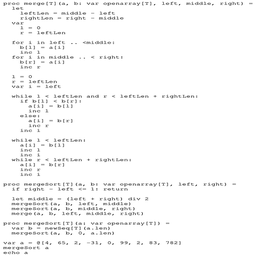 proc merge[T](a, b: var openarray[T], left, middle, right) =
let
leftLen = middle - left
rightLen = right - middle
var
l = 0
r = leftLen
for i in left .. <middle:
b[l] = a[i]
inc l
for i in middle .. < right:
b[r] = a[i]
inc r
l = 0
r = leftLen
var i = left
while l < leftLen and r < leftLen + rightLen:
if b[l] < b[r]:
a[i] = b[l]
inc l
else:
a[i] = b[r]
inc r
inc i
while l < leftLen:
a[i] = b[l]
inc l
inc i
while r < leftLen + rightLen:
a[i] = b[r]
inc r
inc i
proc mergeSort[T](a, b: var openarray[T], left, right) =
if right - left <= 1: return
let middle = (left + right) div 2
mergeSort(a, b, left, middle)
mergeSort(a, b, middle, right)
merge(a, b, left, middle, right)
proc mergeSort[T](a: var openarray[T]) =
var b = newSeq[T](a.len)
mergeSort(a, b, 0, a.len)
var a = @[4, 65, 2, -31, 0, 99, 2, 83, 782]
mergeSort a
echo a